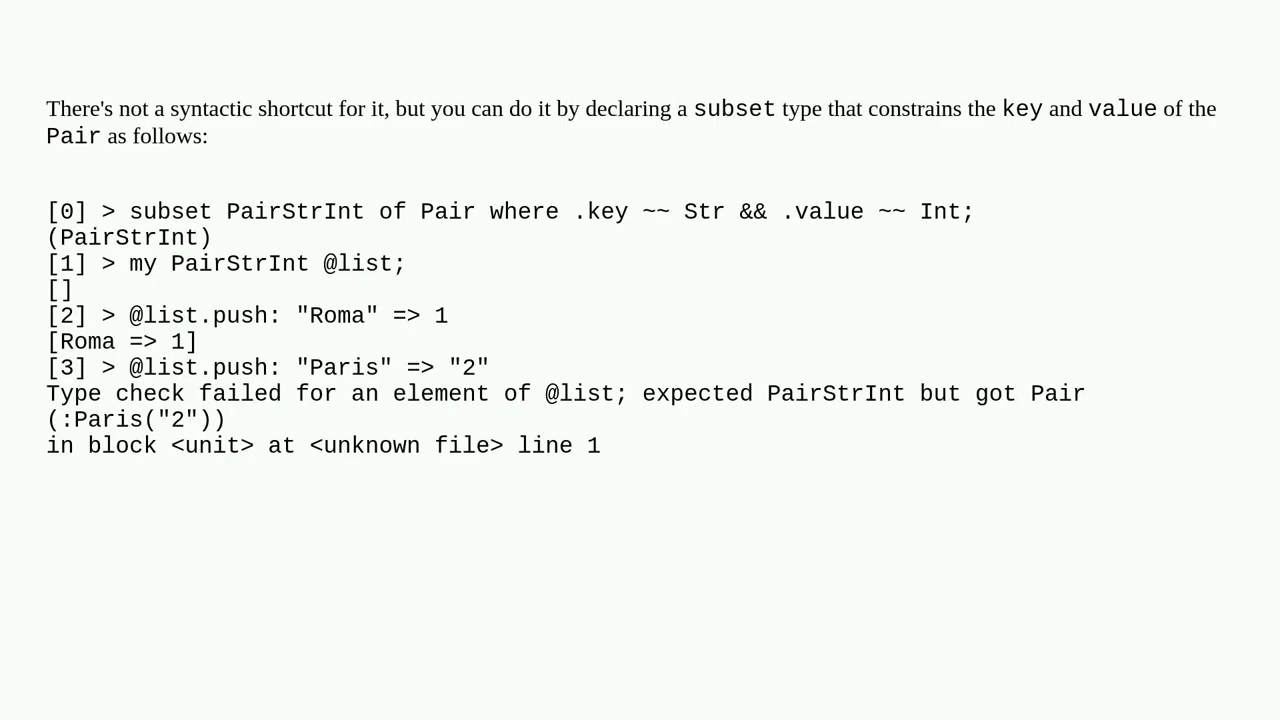 There's not a syntactic shortcut for it, but you can do it by declaring a subset type that constrains the key and value of the
Pair as follows:
[0] > subset PairStrInt of Pair where .key ~~ Str && .value ~~ Int;
(PairStrInt)
[1] > my PairStrInt @list;
[]
[2] > @list.push: "Roma" => 1
[Roma => 1]
[3] > @list.push: "Paris" => "2"
Type check failed for an element of @list; expected PairStrInt but got Pair
(:Paris("2"))
in block <unit> at <unknown file> line 1